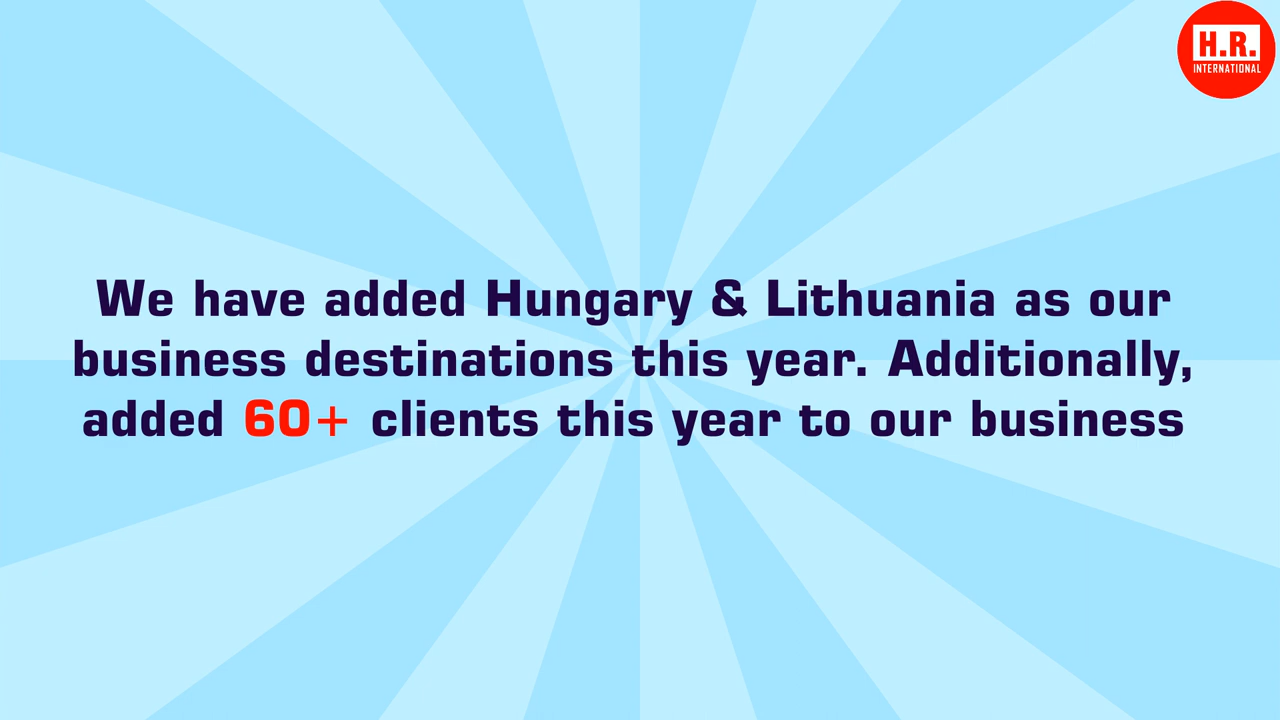 H.R.
INTERNATIONAL
We have added Hungary & Lithuania as our
business destinations this year. Additionally,
added 60+ clients this year to our business